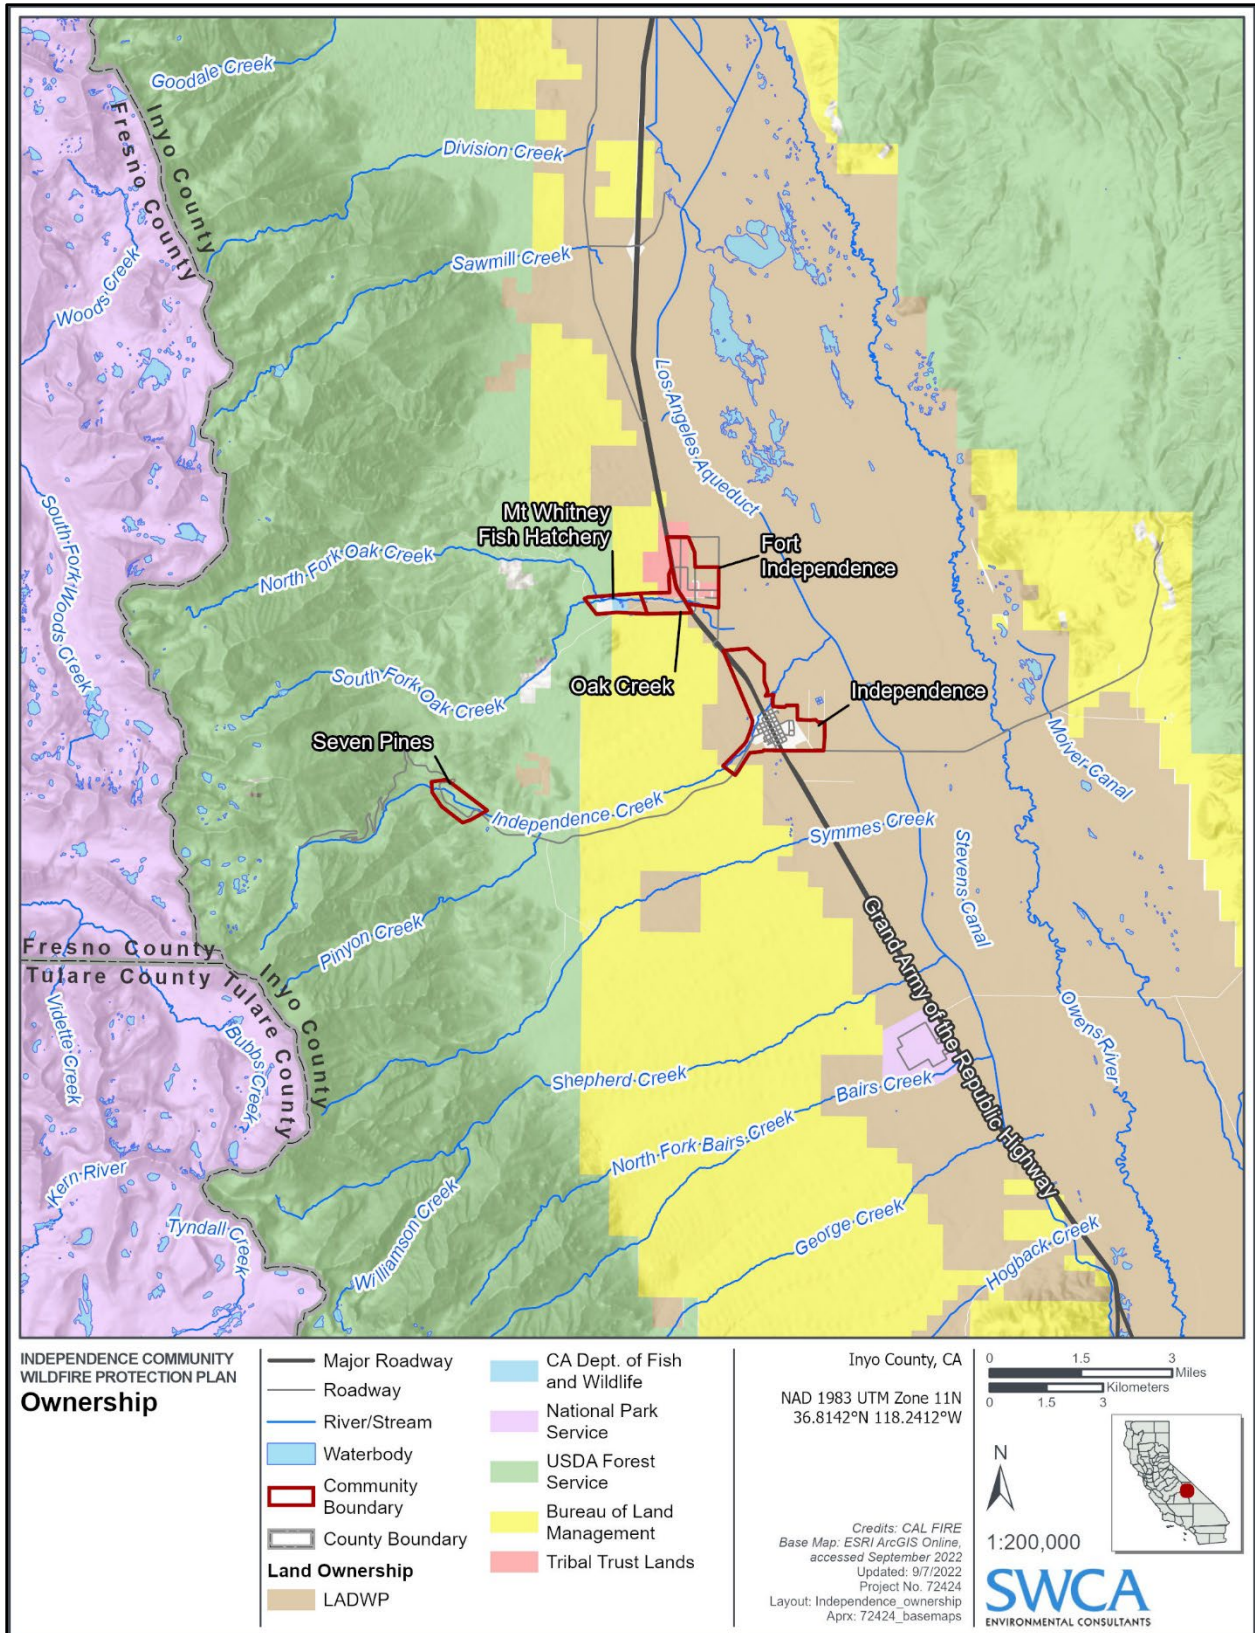 Goodale Creek
Inyo County
Fresno County
Division Creek
Sawmill Creek
Woods Creek
Los Angeles Aqueduct
South Fork Woods Creek
Mt Whitney
Fish Hatchery
North Fork Oak Creek
Fort
Independence
Oak Creek
South Fork Oak Creek
Independence
Seven Pines
Moiver Canal
Independence Creek
Symmes Creek
Stevens Canal
Pinyon Creek
Grand Army of the Republic Highway
Fresno County
Tulare County
Inyo County
Tulare County
Vidette Creek
Bubbs Creek
Owens River
Shepherd Creek
Bairs Creek
North Fork Bairs Creek
Kern River
Tyndall Creek
Williamson Creek
George Creek
Hogback Creek
INDEPENDENCE COMMUNITY
WILDFIRE PROTECTION PLAN
Ownership
Major Roadway
Roadway
River/Stream
Waterbody
Community
Boundary
County Boundary
Land Ownership
LADWP
CA Dept. of Fish
and Wildlife
National Park
Service
USDA Forest
Service
Bureau of Land
Management
Tribal Trust Lands
Inyo County, CA
NAD 1983 UTM Zone 11N
36.8142°N 118.2412°W
Credits: CAL FIRE
Base Map: ESRI ArcGIS Online,
accessed September 2022
Updated: 9/7/2022
Project No. 72424
Layout: Independence_ownership
Aprx: 72424_basemaps
0 1.5 3
Miles
Kilometers
0 1.5 3
N
1:200,000
SWCA
ENVIRONMENTAL CONSULTANTS